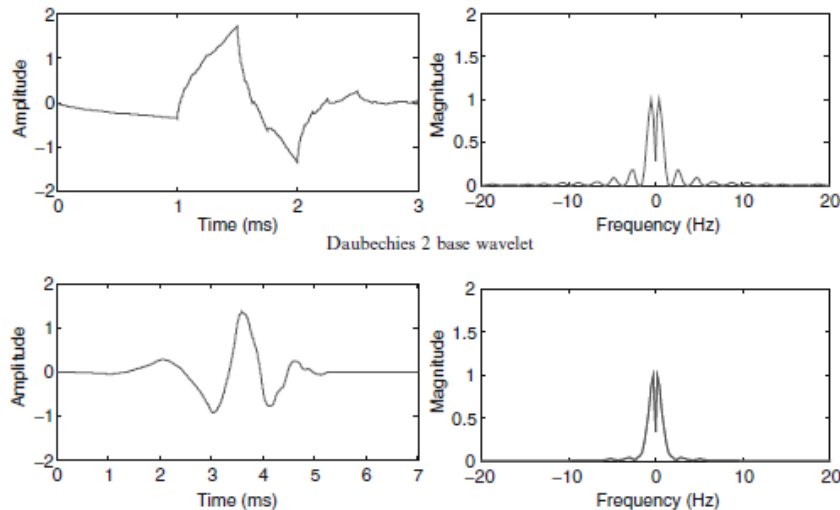 2
1
0
−1
−2
Amplitude
0 1 2 3
Time (ms)
2
1.5
1
0.5
0
Magnitude
−20 −10 0 10 20
Frequency (Hz)
Daubechies 2 base wavelet
2
1
0
−1
−2
Amplitude
0 1 2 3 4 5 6 7
Time (ms)
2
1.5
1
0.5
0
Magnitude
−20 −10 0 10 20
Frequency (Hz)